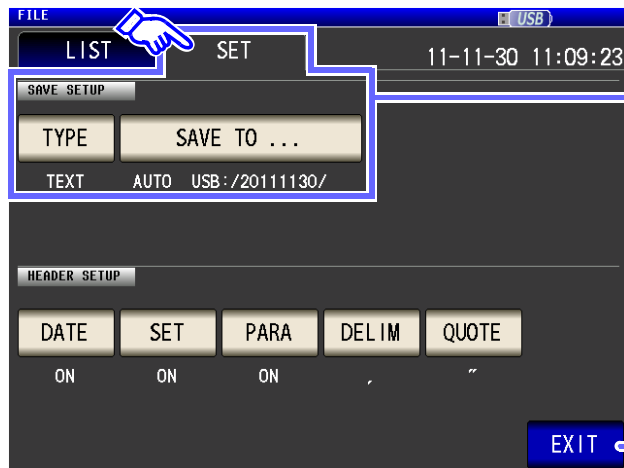 FILE USB
LIST SET 11-11-30 11:09:23
SAVE SETUP
TYPE SAVE TO ...
TEXT AUTO USB:/20111130/
HEADER SETUP
DATE SET PARA DELIM QUOTE
ON ON ON , ”
EXIT